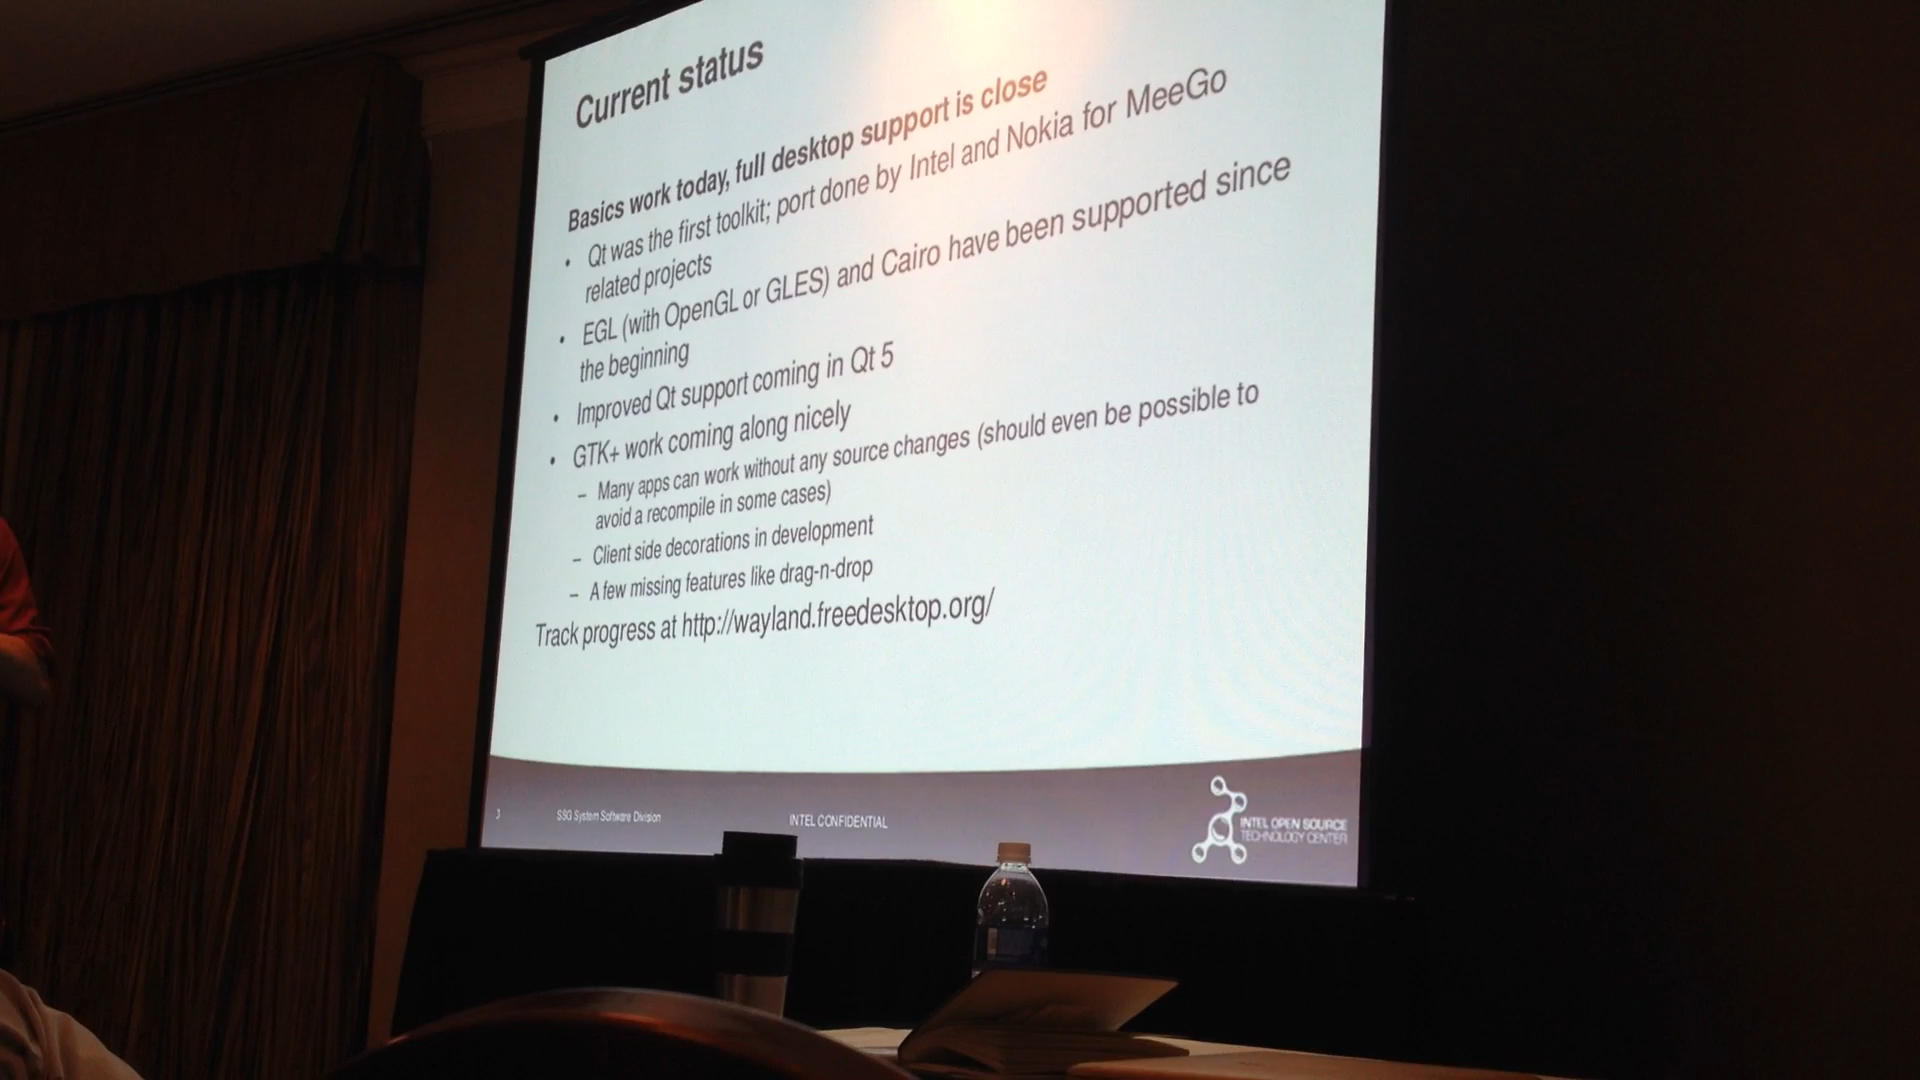 Current status
Basics work today, full desktop support is close
• Qt was the first toolkit; port done by Intel and Nokia for MeeGo
related projects
• EGL (with OpenGL or GLES) and Cairo have been supported since
the beginning
• Improved Qt support coming in Qt 5
• GTK+ work coming along nicely
– Many apps can work without any source changes (should even be possible to
avoid a recompile in some cases)
– Client side decorations in development
– A few missing features like drag-n-drop
Track progress at http://wayland.freedesktop.org/
3
SSG System Software Division
INTEL CONFIDENTIAL
INTEL OPEN SOURCE
TECHNOLOGY CENTER